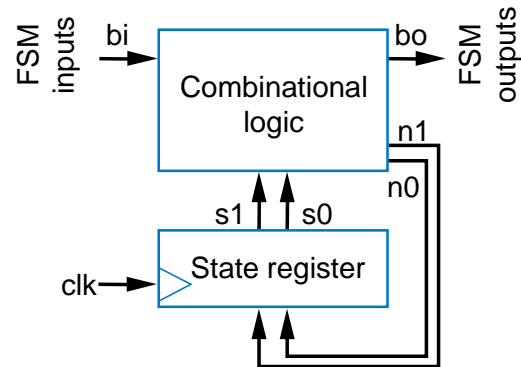 FSM
inputs
bi
Combinational
logic
bo
FSM
outputs
n1
n0
s1
s0
State register
clk